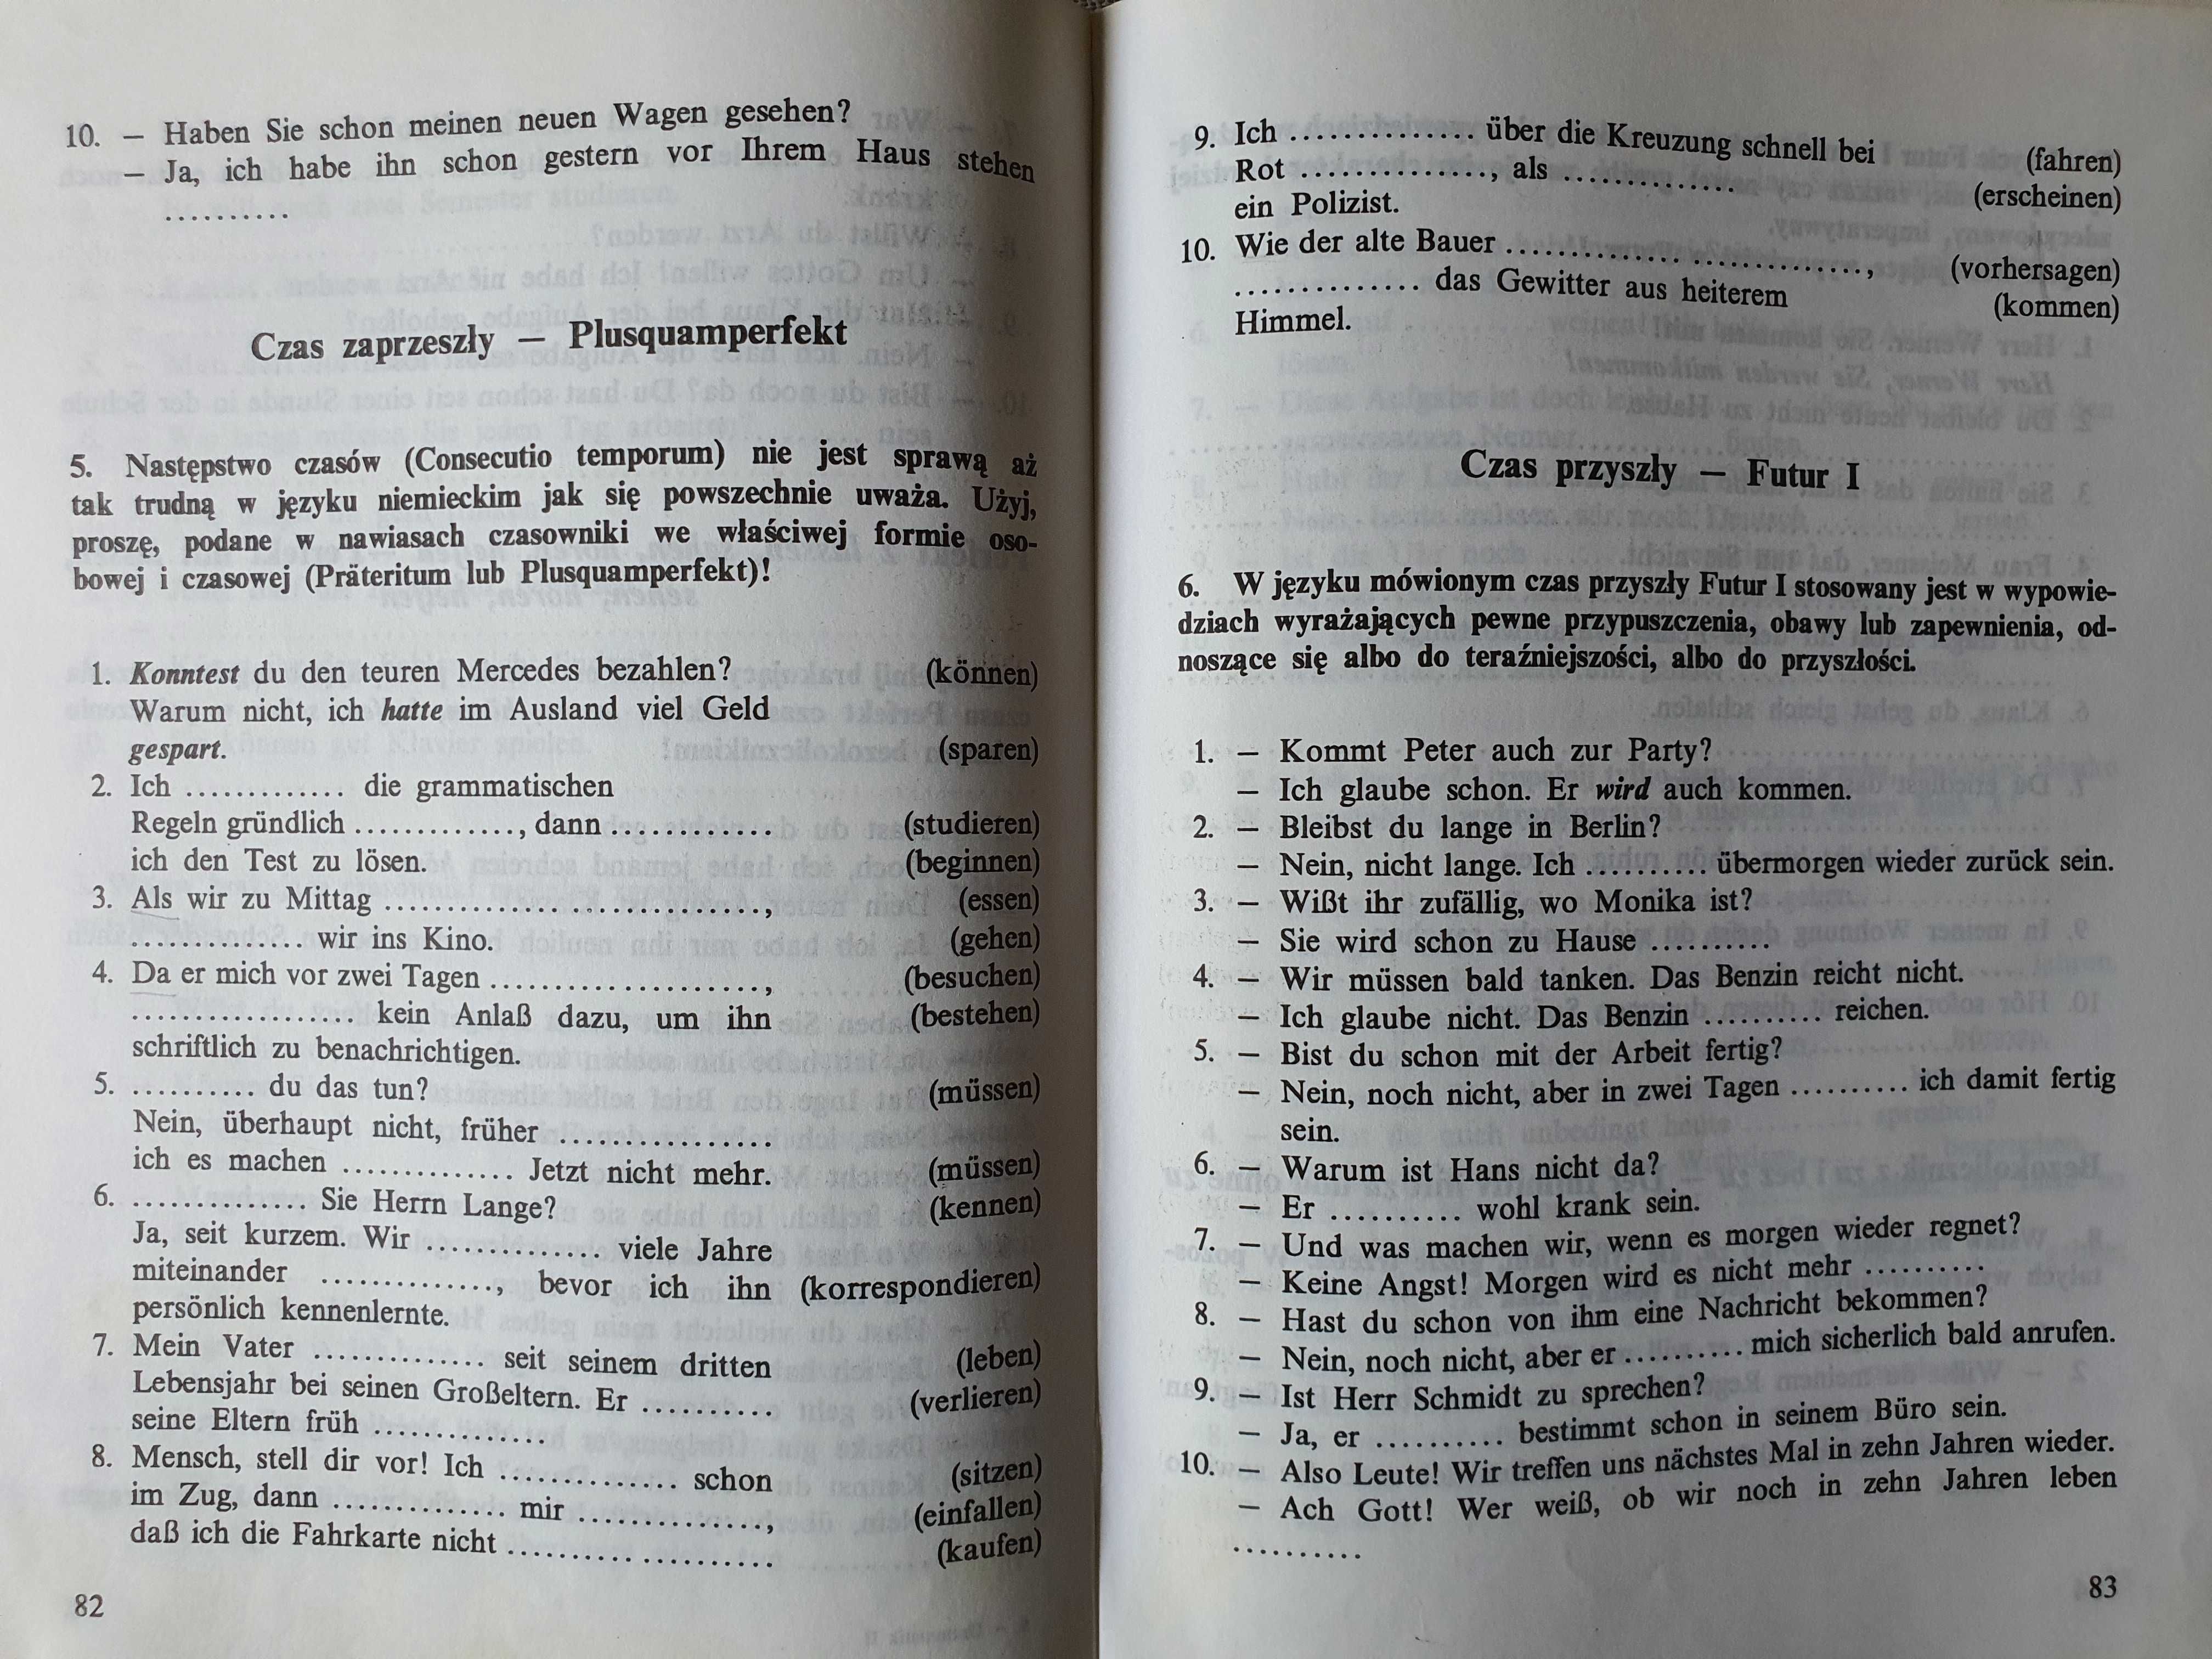 10. — Haben Sie schon meinen neuen Wagen gesehen?
— Ja, ich habe ihn schon gestern vor Ihrem Haus stehen
..........
Czas zaprzeszły — Plusquamperfekt
5. Następstwo czasów (Consecutio temporum) nie jest sprawą aż
tak trudną w języku niemieckim jak się powszechnie uważa. Użyj,
proszę, podane w nawiasach czasowniki we właściwej formie oso-
bowej i czasowej (Präteritum lub Plusquamperfekt)!
1. Konntest du den teuren Mercedes bezahlen? (können)
Warum nicht, ich hatte im Ausland viel Geld
gespart. (sparen)
2. Ich ............. die grammatischen
Regeln gründlich ............., dann ............. (studieren)
ich den Test zu lösen. (beginnen)
3. Als wir zu Mittag .............................., (essen)
.............. wir ins Kino. (gehen)
4. Da er mich vor zwei Tagen ......................, (besuchen)
.................. kein Anlaß dazu, um ihn (bestehen)
schriftlich zu benachrichtigen.
5. .......... du das tun? (müssen)
Nein, überhaupt nicht, früher .................
ich es machen .............. Jetzt nicht mehr. (müssen)
6. .............. Sie Herrn Lange? (kennen)
Ja, seit kurzem. Wir .............. viele Jahre
miteinander .............., bevor ich ihn (korrespondieren)
persönlich kennenlernte.
7. Mein Vater .............. seit seinem dritten (leben)
Lebensjahr bei seinen Großeltern. Er ........... (verlieren)
seine Eltern früh ..............
8. Mensch, stell dir vor! Ich .............. schon (sitzen)
im Zug, dann .............. mir .............., (einfallen)
daß ich die Fahrkarte nicht ..................... (kaufen)
82
9. Ich .............. über die Kreuzung schnell bei
Rot .............., als .............. (fahren)
ein Polizist. (erscheinen)
10. Wie der alte Bauer ............................, (vorhersagen)
.............. das Gewitter aus heiterem (kommen)
Himmel.
Czas przyszły — Futur I
6. W języku mówionym czas przyszły Futur I stosowany jest w wypowie-
dziach wyrażających pewne przypuszczenia, obawy lub zapewnienia, od-
noszące się albo do teraźniejszości, albo do przyszłości.
1. — Kommt Peter auch zur Party?
— Ich glaube schon. Er wird auch kommen.
2. — Bleibst du lange in Berlin?
— Nein, nicht lange. Ich .......... übermorgen wieder zurück sein.
3. — Wißt ihr zufällig, wo Monika ist?
— Sie wird schon zu Hause ..........
4. — Wir müssen bald tanken. Das Benzin reicht nicht.
— Ich glaube nicht. Das Benzin .......... reichen.
5. — Bist du schon mit der Arbeit fertig?
— Nein, noch nicht, aber in zwei Tagen .......... ich damit fertig
sein.
6. — Warum ist Hans nicht da?
— Er .......... wohl krank sein.
7. — Und was machen wir, wenn es morgen wieder regnet?
— Keine Angst! Morgen wird es nicht mehr ..........
8. — Hast du schon von ihm eine Nachricht bekommen?
— Nein, noch nicht, aber er .......... mich sicherlich bald anrufen.
9. — Ist Herr Schmidt zu sprechen?
— Ja, er .......... bestimmt schon in seinem Büro sein.
10. — Also Leute! Wir treffen uns nächstes Mal in zehn Jahren wieder.
— Ach Gott! Wer weiß, ob wir noch in zehn Jahren leben
..........
83